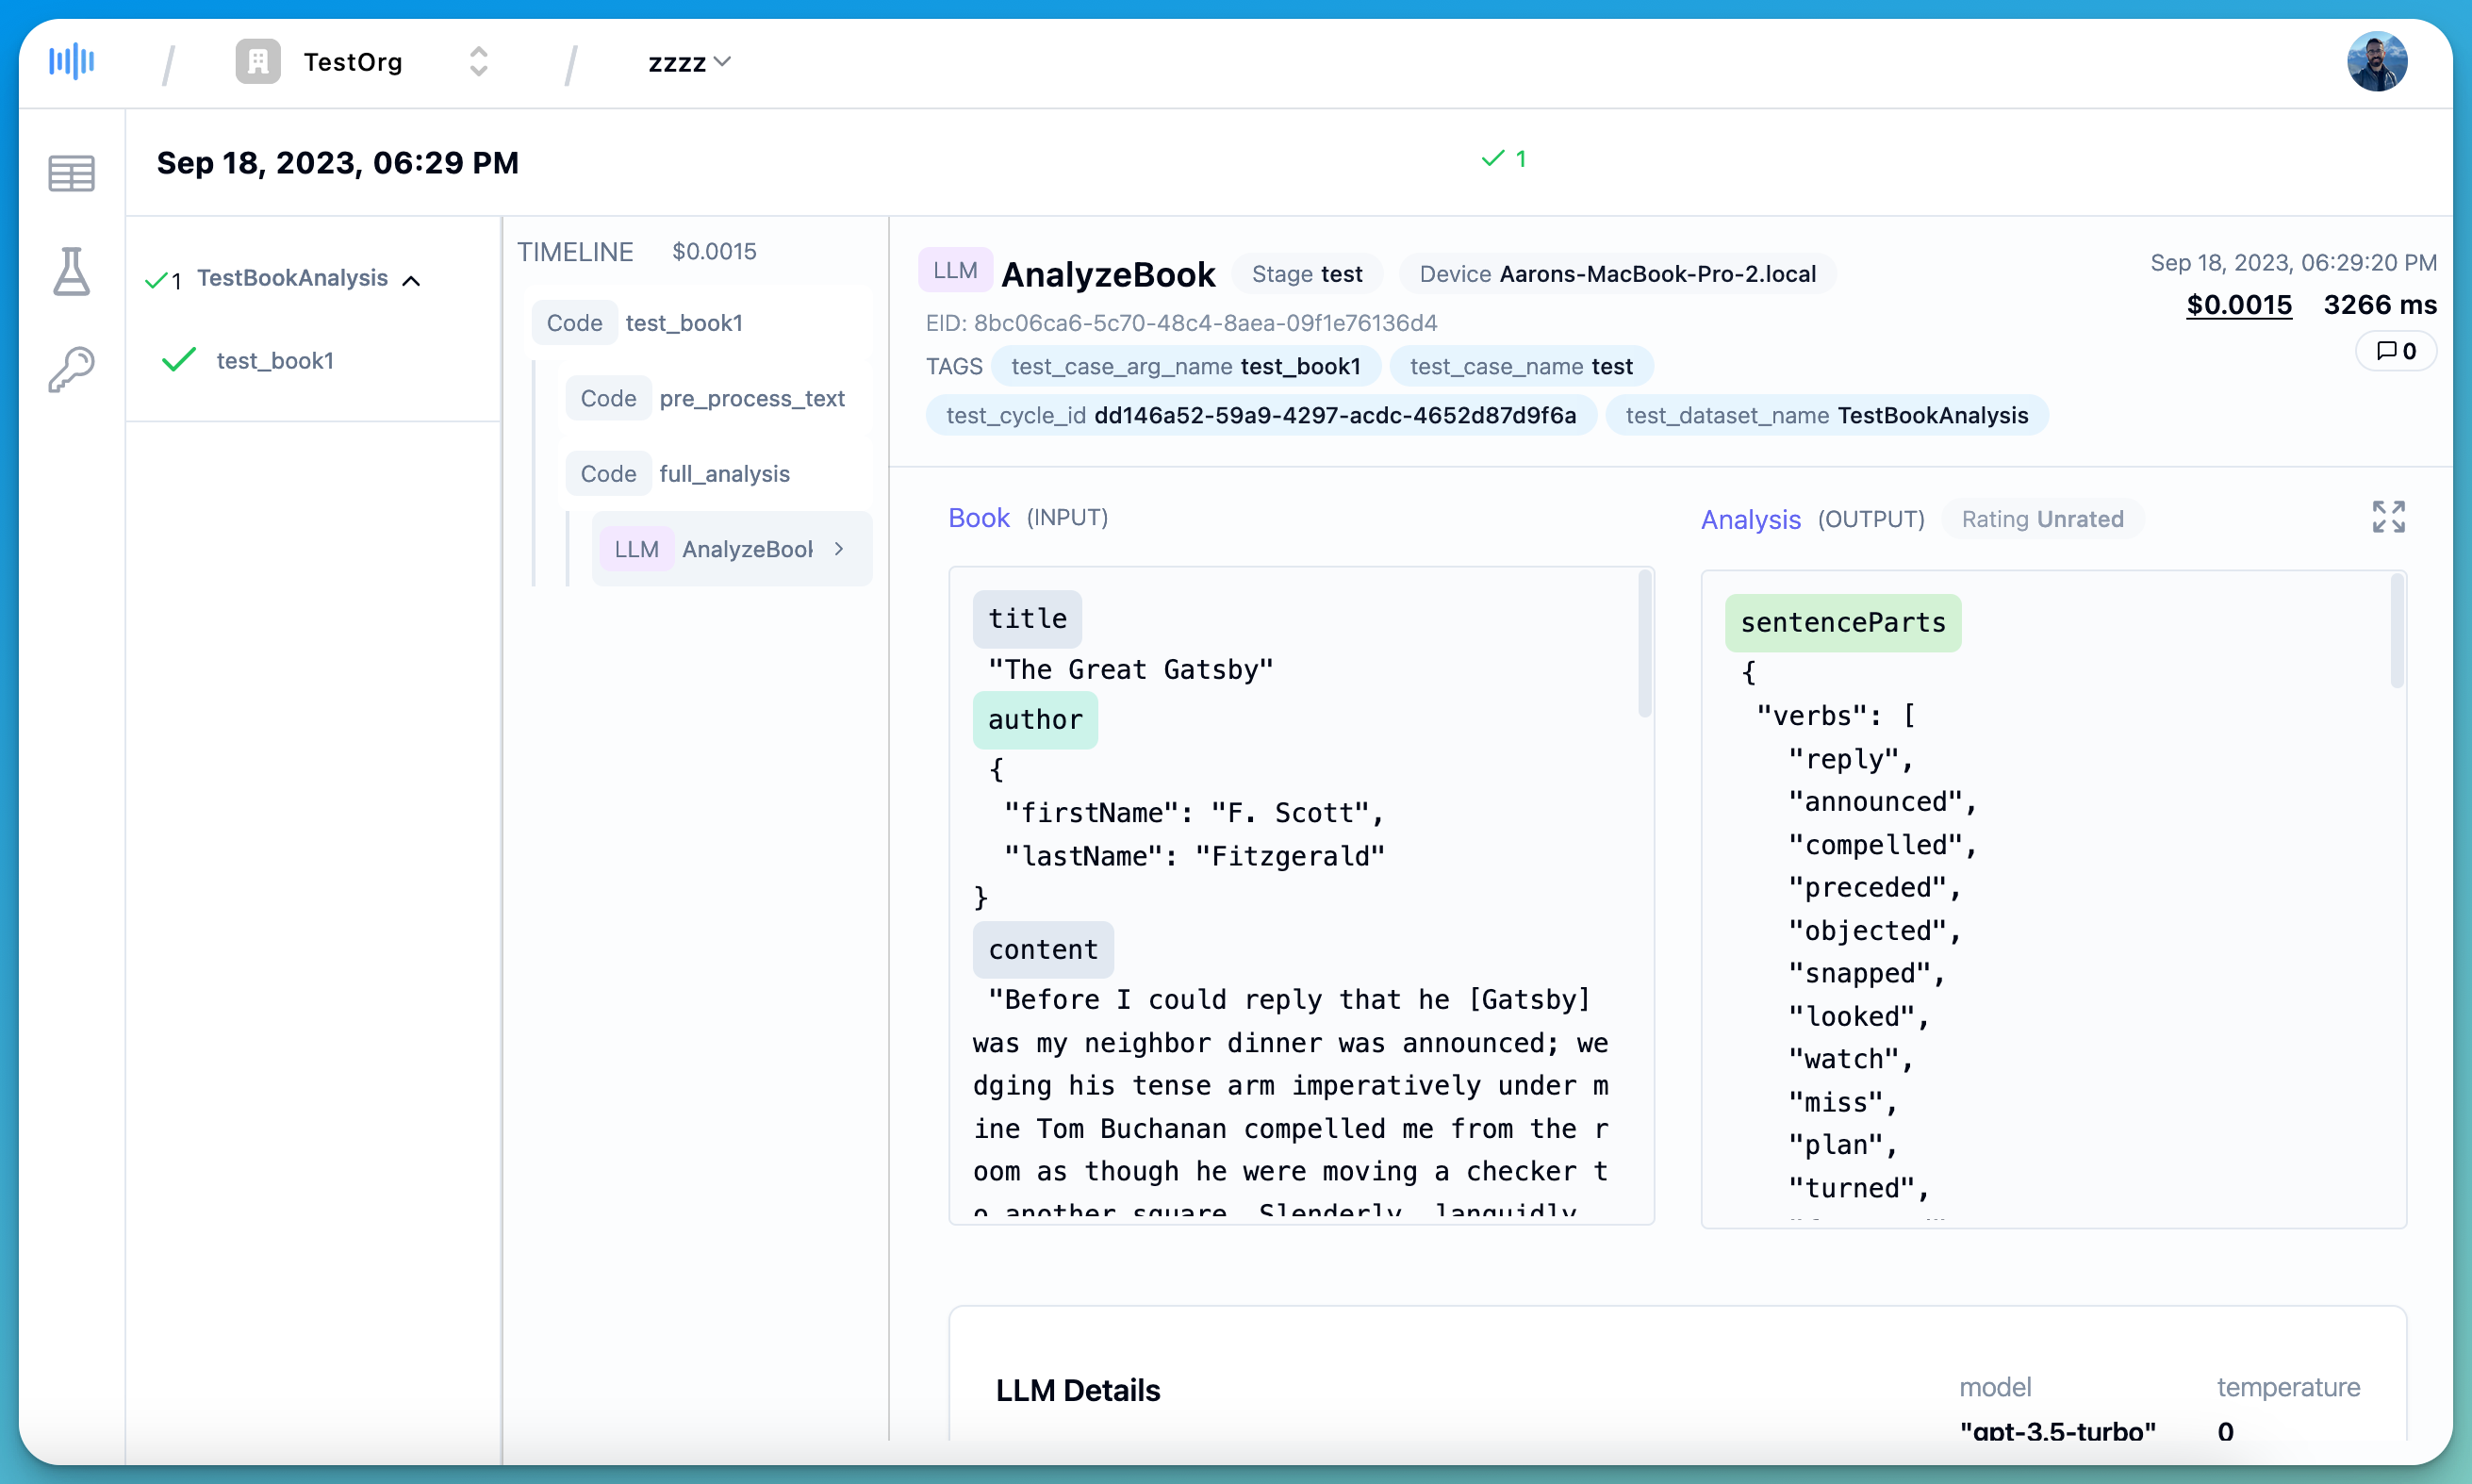 TestOrg
zzzz
Sep 18, 2023, 06:29 PM
1
1 TestBookAnalysis
test_book1
TIMELINE $0.0015
Code test_book1
Code pre_process_text
Code full_analysis
LLM AnalyzeBook
LLM AnalyzeBook Stage test Device Aarons-MacBook-Pro-2.local
Sep 18, 2023, 06:29:20 PM
$0.0015 3266 ms
0
EID: 8bc06ca6-5c70-48c4-8aea-09f1e76136d4
TAGS test_case_arg_name test_book1 test_case_name test
test_cycle_id dd146a52-59a9-4297-acdc-4652d87d9f6a test_dataset_name TestBookAnalysis
Book (INPUT)
title
"The Great Gatsby"
author
{
"firstName": "F. Scott",
"lastName": "Fitzgerald"
}
content
"Before I could reply that he [Gatsby]
was my neighbor dinner was announced; we
dging his tense arm imperatively under m
ine Tom Buchanan compelled me from the r
oom as though he were moving a checker t
o another square. Slenderly, languidly,
Analysis (OUTPUT) Rating Unrated
sentenceParts
{
"verbs": [
"reply",
"announced",
"compelled",
"preceded",
"objected",
"snapped",
"looked",
"watch",
"miss",
"plan",
"turned",
LLM Details
model temperature
"gpt-3.5-turbo" 0